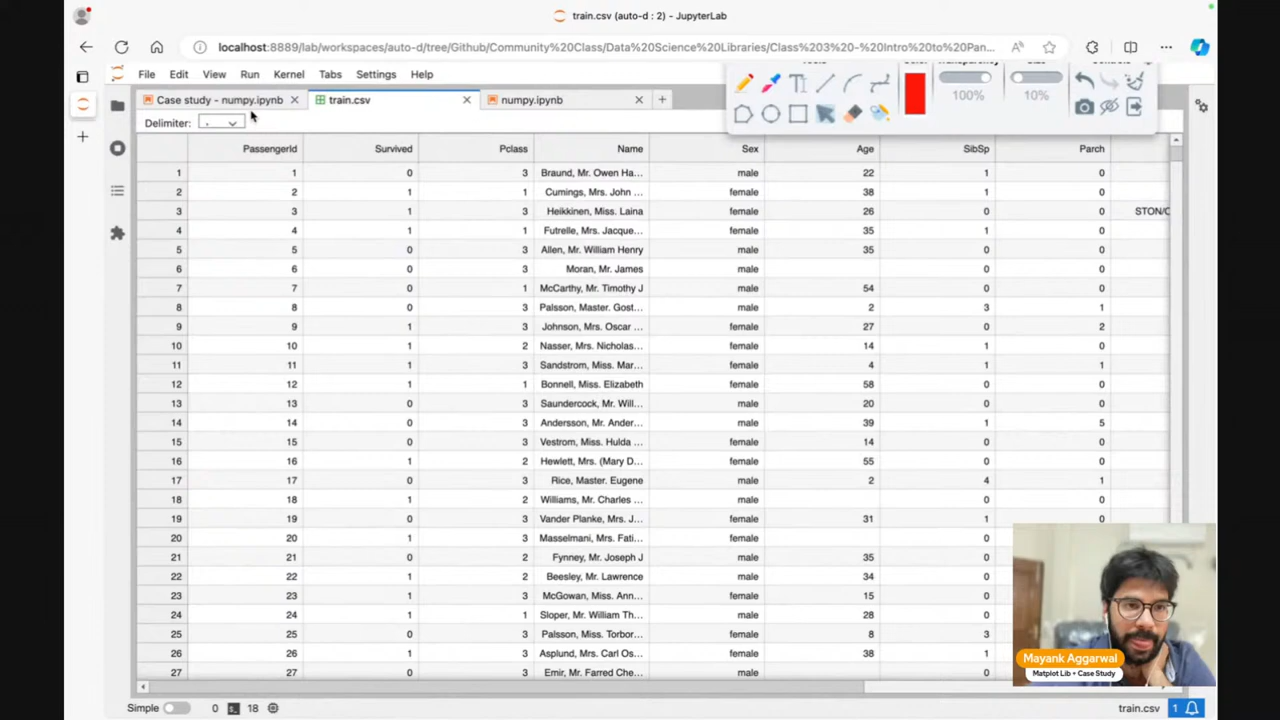 train.csv (auto-d : 2) - JupyterLab
localhost:8889/lab/workspaces/auto-d/tree/Github/Community%20Class/Data%20Science%20Libraries/Class%203%20-%20Intro%20to%20Pan...
File Edit View Run Kernel Tabs Settings Help
100% 10%
Case study - numpy.ipynb train.csv numpy.ipynb
Delimiter: ,
PassengerId Survived Pclass Name Sex Age SibSp Parch
1 1 0 3 Braund, Mr. Owen Ha... male 22 1 0
2 2 1 1 Cumings, Mrs. John ... female 38 1 0
3 3 1 3 Heikkinen, Miss. Laina female 26 0 0 STON/O
4 4 1 1 Futrelle, Mrs. Jacque... female 35 1 0
5 5 0 3 Allen, Mr. William Henry male 35 0 0
6 6 0 3 Moran, Mr. James male 0 0
7 7 0 1 McCarthy, Mr. Timothy J male 54 0 0
8 8 0 3 Palsson, Master. Gost... male 2 3 1
9 9 1 3 Johnson, Mrs. Oscar ... female 27 0 2
10 10 1 2 Nasser, Mrs. Nicholas... female 14 1 0
11 11 1 3 Sandstrom, Miss. Mar... female 4 1 1
12 12 1 1 Bonnell, Miss. Elizabeth female 58 0 0
13 13 0 3 Saundercock, Mr. Will... male 20 0 0
14 14 0 3 Andersson, Mr. Ander... male 39 1 5
15 15 0 3 Vestrom, Miss. Hulda ... female 14 0 0
16 16 1 2 Hewlett, Mrs. (Mary D... female 55 0 0
17 17 0 3 Rice, Master. Eugene male 2 4 1
18 18 1 2 Williams, Mr. Charles ... male 0 0
19 19 0 3 Vander Planke, Mrs. J... female 31 1 0
20 20 1 3 Masselmani, Mrs. Fati... female 0
21 21 0 2 Fynney, Mr. Joseph J male 35 0
22 22 1 2 Beesley, Mr. Lawrence male 34 0
23 23 1 3 McGowan, Miss. Ann... female 15 0
24 24 1 1 Sloper, Mr. William Th... male 28 0
25 25 0 3 Palsson, Miss. Torbor... female 8 3
26 26 1 3 Asplund, Mrs. Carl Os... female 38 1
27 27 0 3 Emir, Mr. Farred Che... male 0
Mayank Aggarwal
Matplot Lib + Case Study
Simple 0 18 train.csv 1